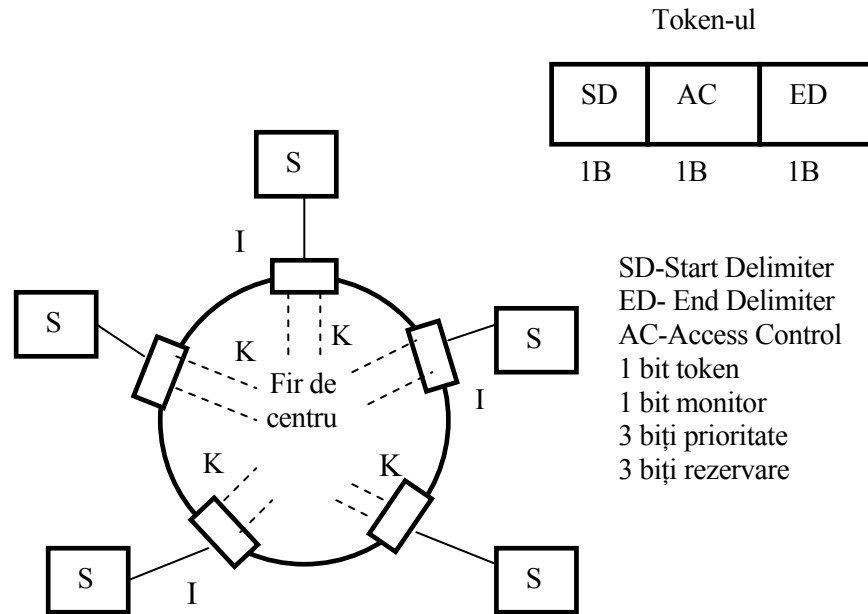 Token-ul
SD AC ED
1B 1B 1B
S
I
SD-Start Delimiter
ED- End Delimiter
AC-Access Control
1 bit token
1 bit monitor
3 biți prioritate
3 biți rezervare
S
S
K K
Fir de
centru
I
K K
S
I
S